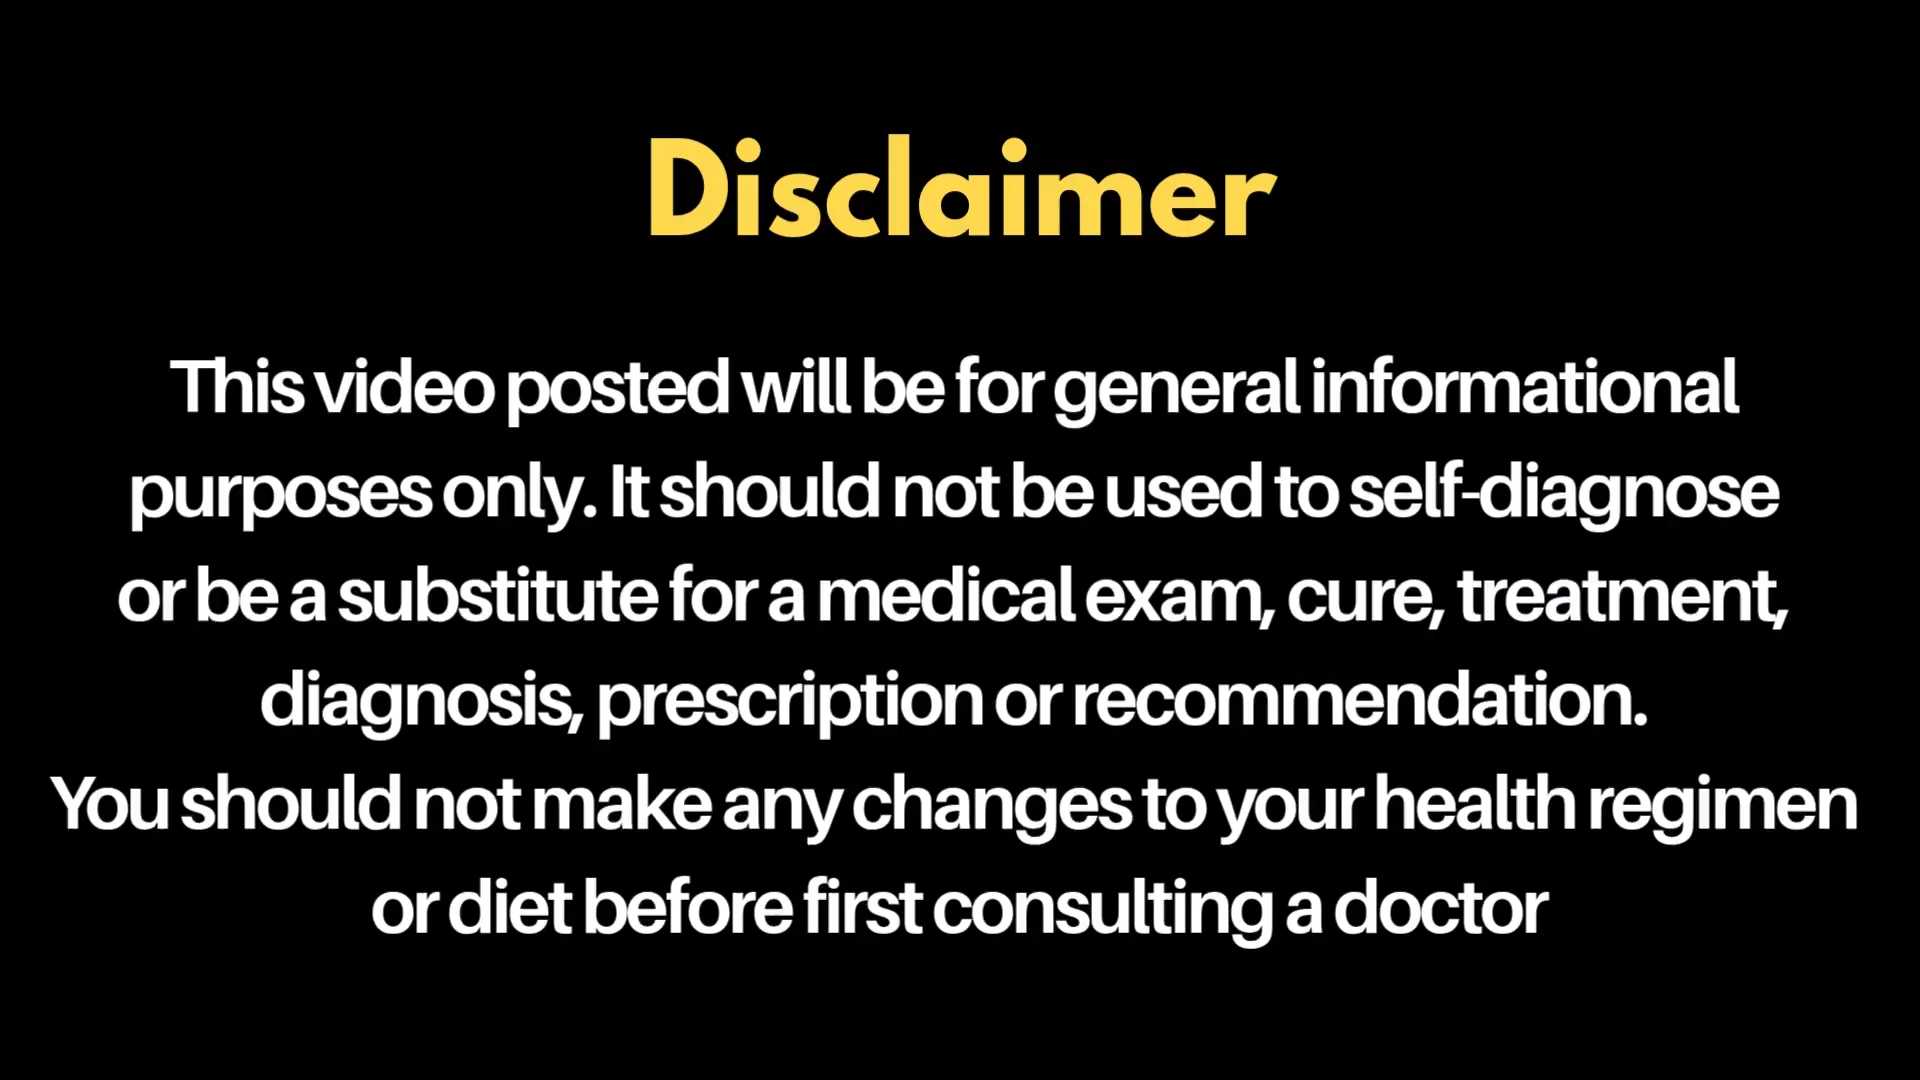 Disclaimer
This video posted will be for general informational
purposes only. It should not be used to self-diagnose
or be a substitute for a medical exam, cure, treatment,
diagnosis, prescription or recommendation.
You should not make any changes to your health regimen
or diet before first consulting a doctor